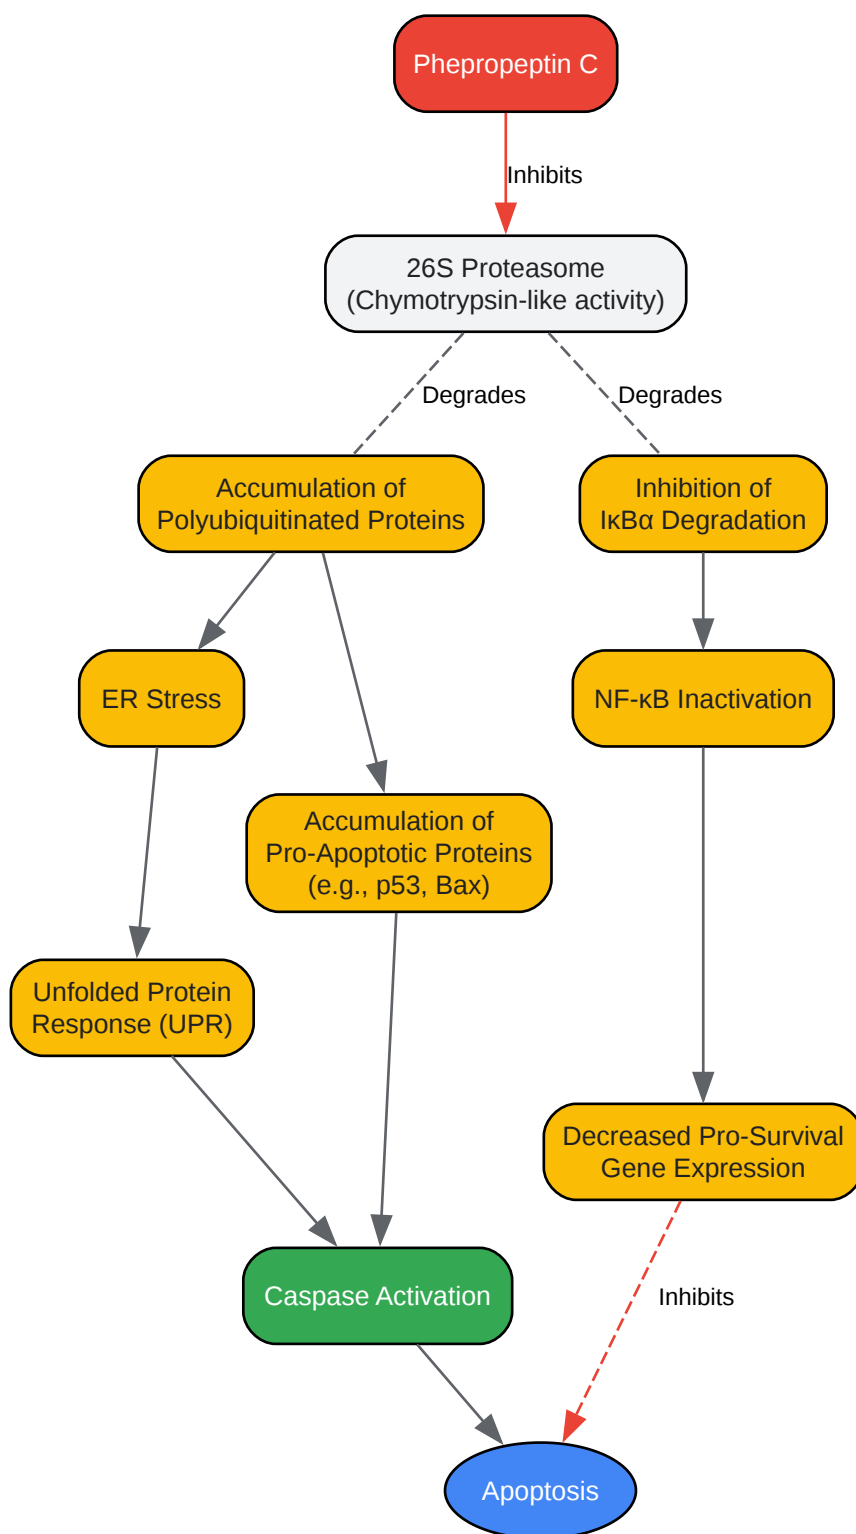 Phepropeptin C
Inhibits
26S Proteasome
(Chymotrypsin-like activity)
Degrades
Degrades
Accumulation of
Polyubiquitinated Proteins
Inhibition of
IκBα Degradation
ER Stress
NF-κB Inactivation
Accumulation of
Pro-Apoptotic Proteins
(e.g., p53, Bax)
Unfolded Protein
Response (UPR)
Decreased Pro-Survival
Gene Expression
Caspase Activation
Inhibits
Apoptosis